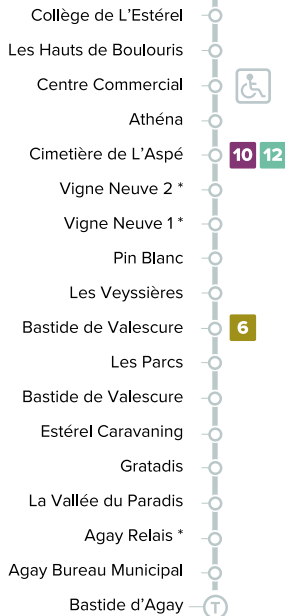 Collège de L'Estérel
Les Hauts de Boulouris
Centre Commercial
Athéna
Cimetière de L'Aspé 10 12
Vigne Neuve 2 *
Vigne Neuve 1 *
Pin Blanc
Les Veyssières
Bastide de Valescure 6
Les Parcs
Bastide de Valescure
Estérel Caravaning
Gratadis
La Vallée du Paradis
Agay Relais *
Agay Bureau Municipal
Bastide d'Agay T